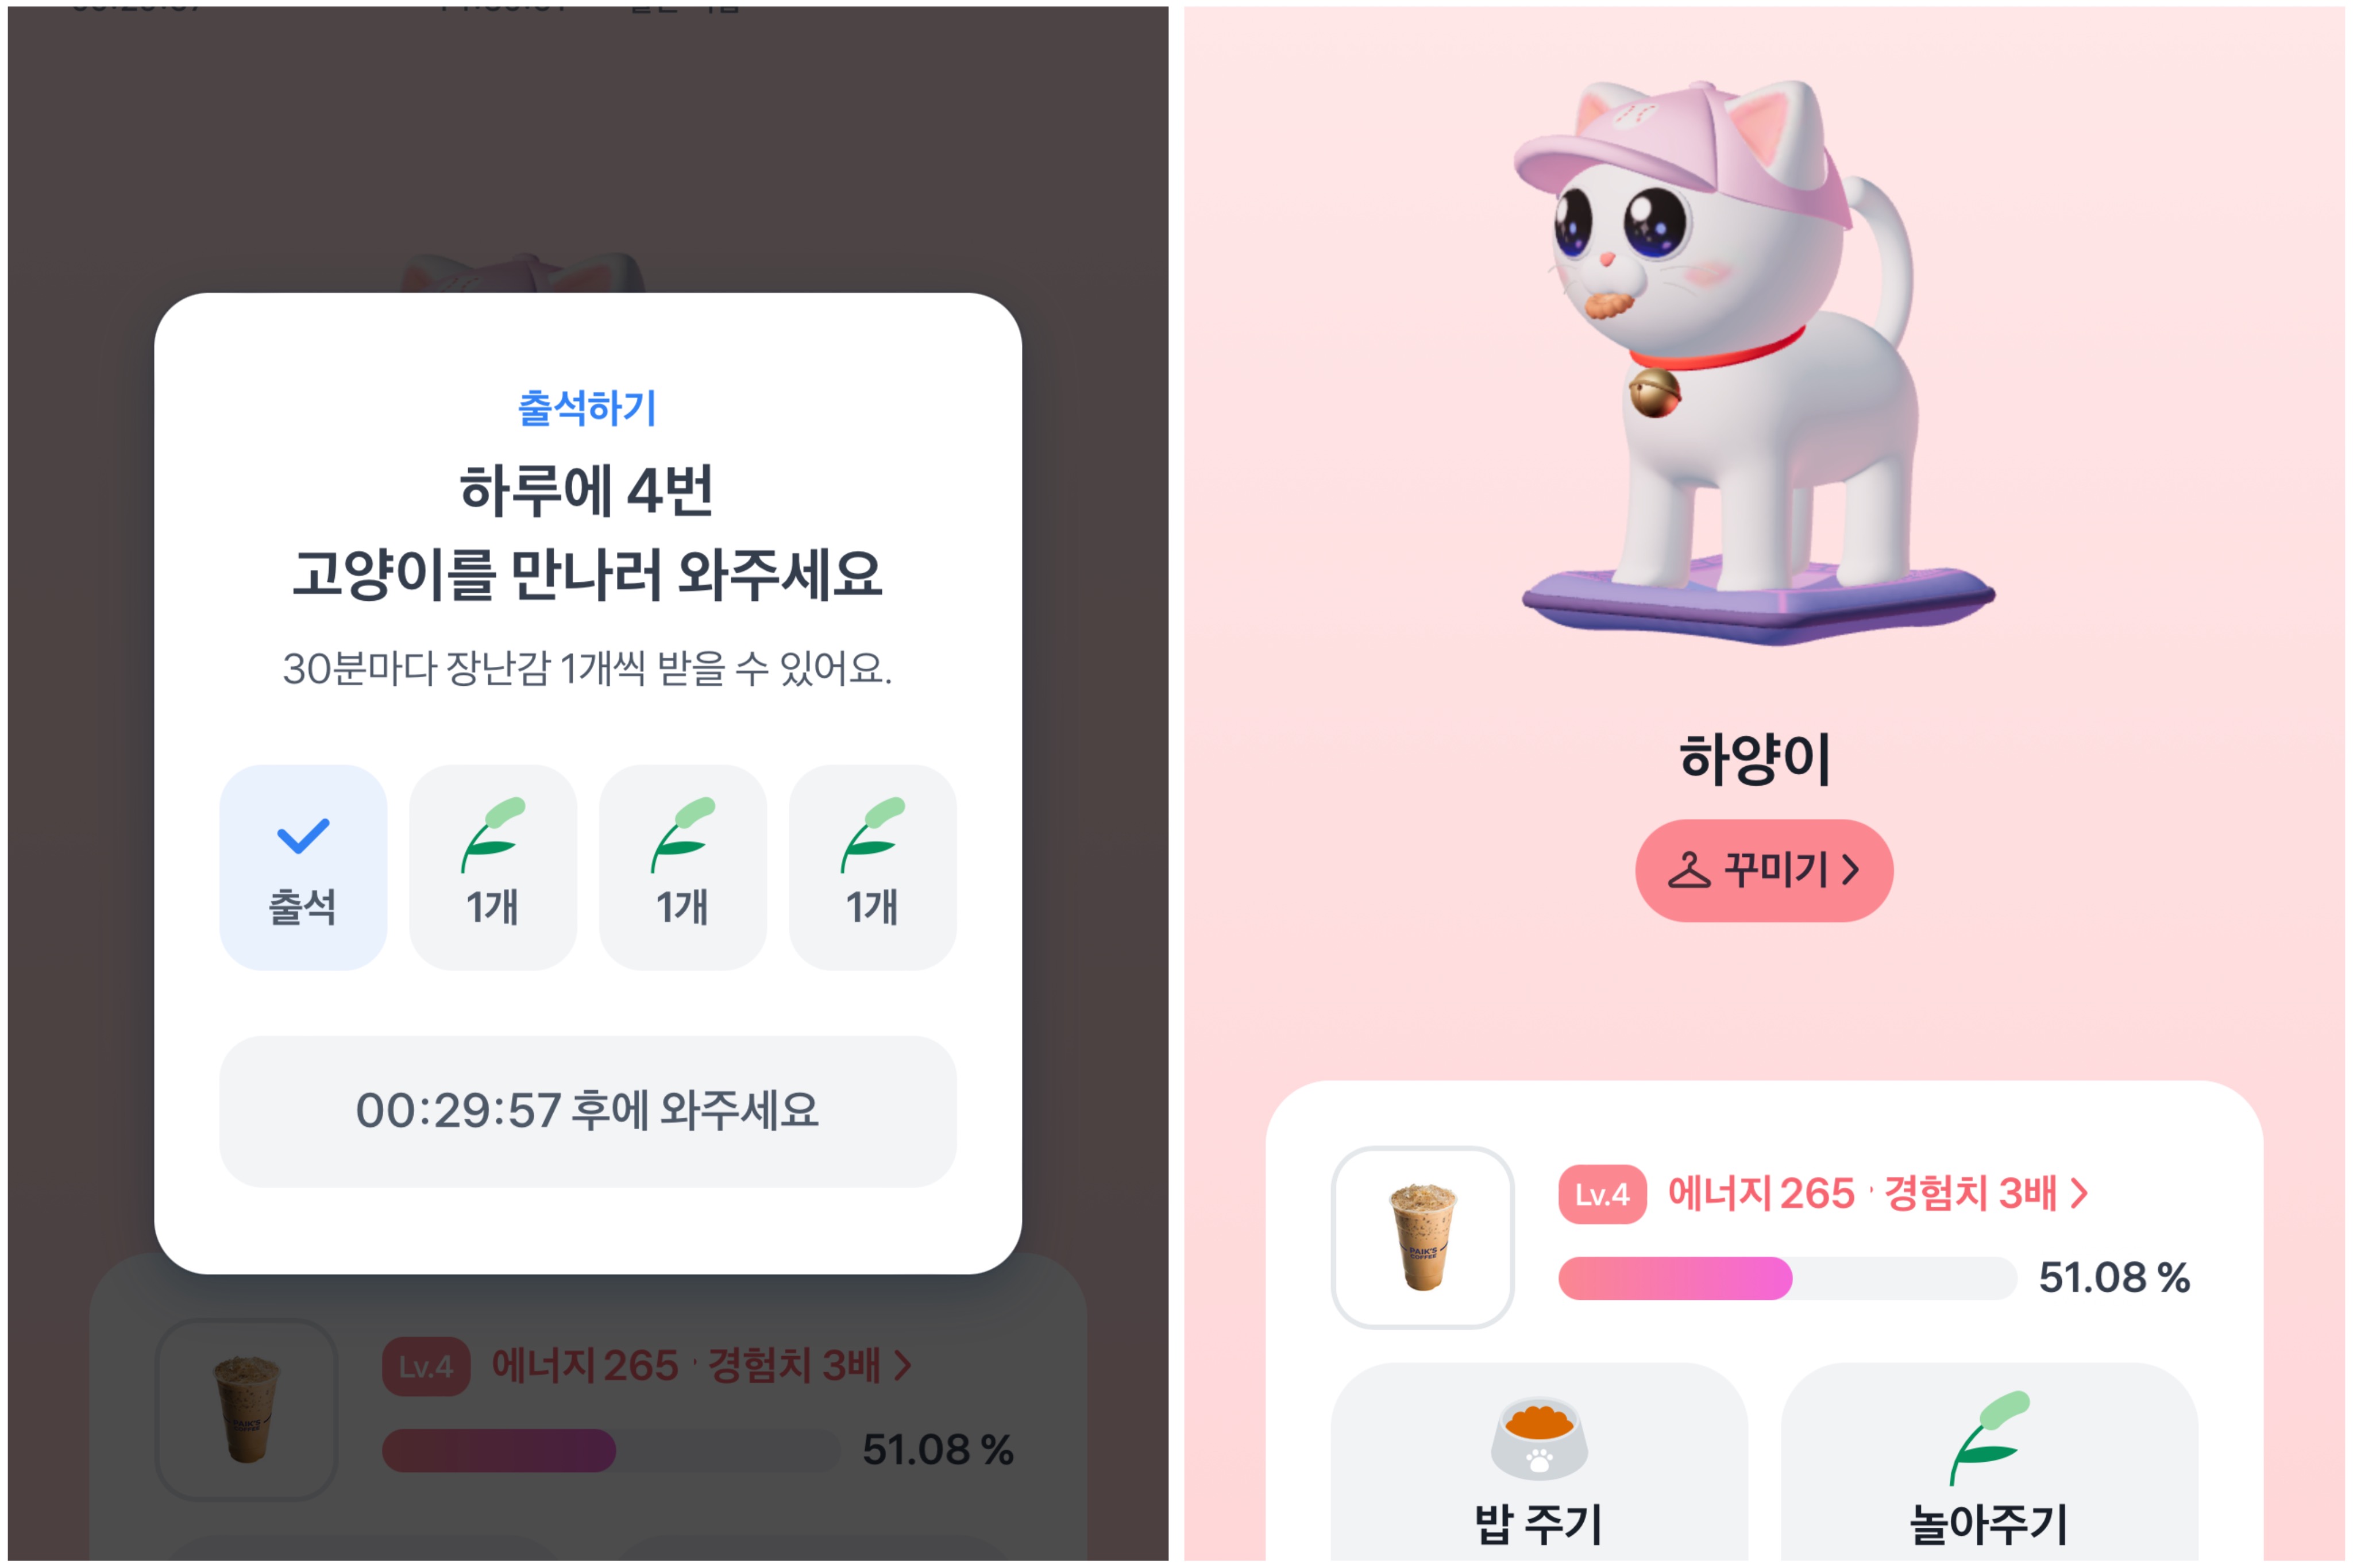 출석하기
하루에 4번
고양이를 만나러 와주세요
30분마다 장난감 1개씩 받을 수 있어요.
출석
1개
1개
1개
00:29:57 후에 와주세요
Lv.4 에너지 265 · 경험치 3배 >
PAIK'S COFFEE
51.08 %
하양이
꾸미기 >
Lv.4 에너지 265 · 경험치 3배 >
PAIK'S
COFFEE
51.08 %
밥 주기
놀아주기